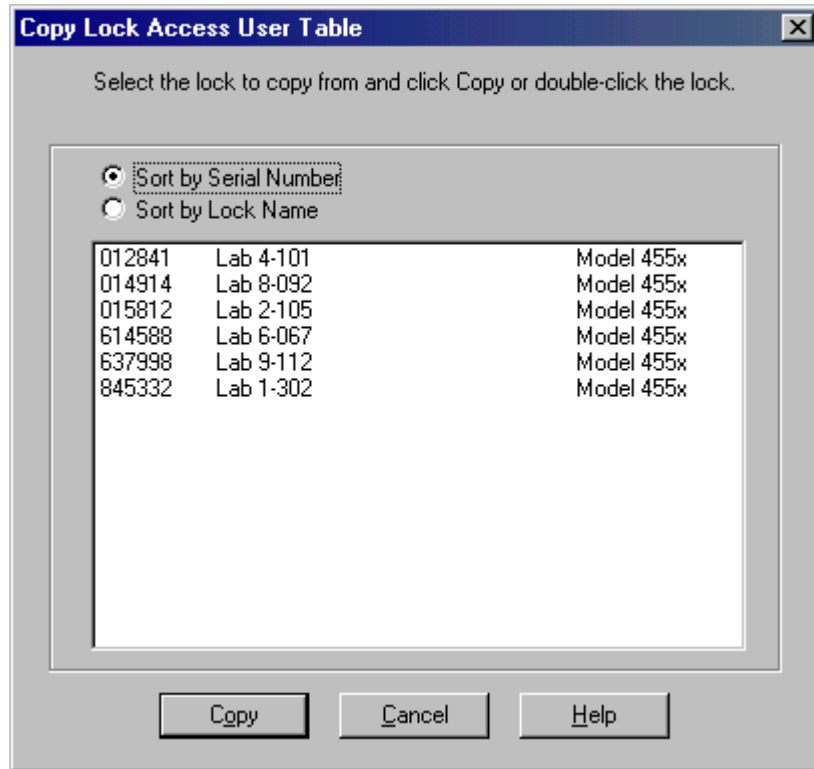 Copy Lock Access User Table
Select the lock to copy from and click Copy or double-click the lock.
Sort by Serial Number
Sort by Lock Name
012841 Lab 4-101 Model 455x
014914 Lab 8-092 Model 455x
015812 Lab 2-105 Model 455x
614588 Lab 6-067 Model 455x
637998 Lab 9-112 Model 455x
845332 Lab 1-302 Model 455x
Copy Cancel Help